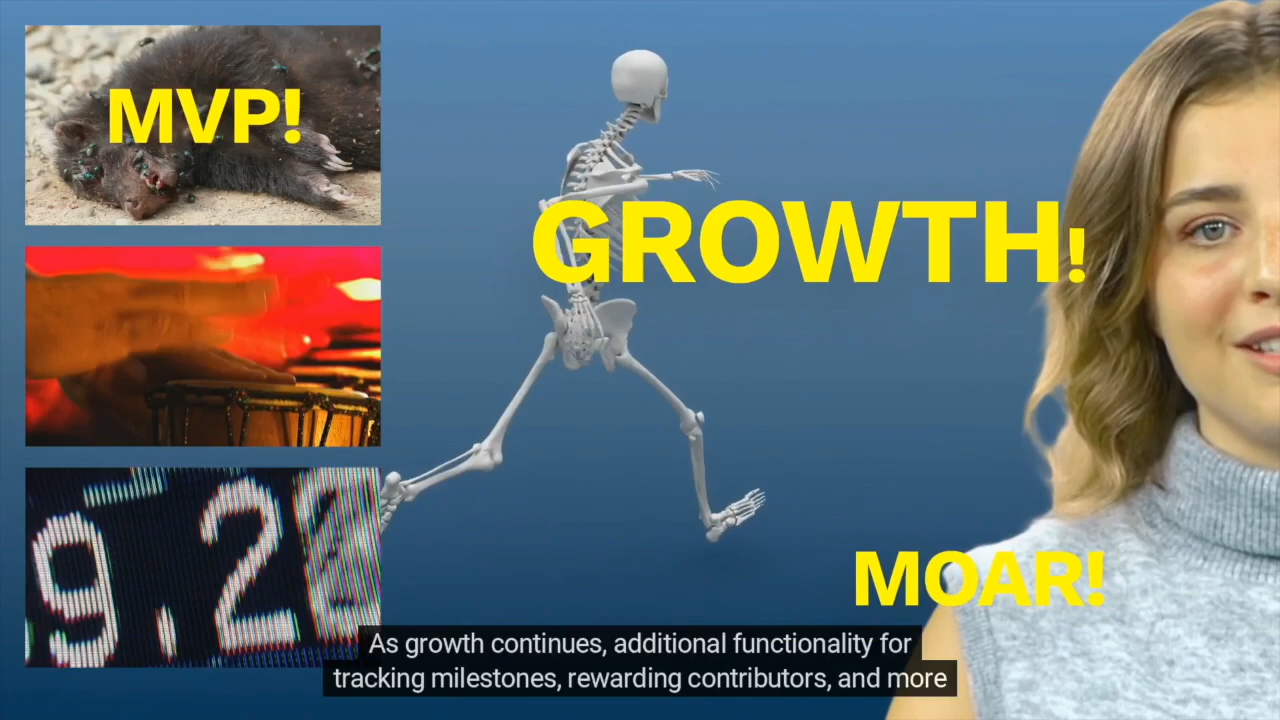 MVP!
GROWTH!
9.2
MOAR!
As growth continues, additional functionality for
tracking milestones, rewarding contributors, and more